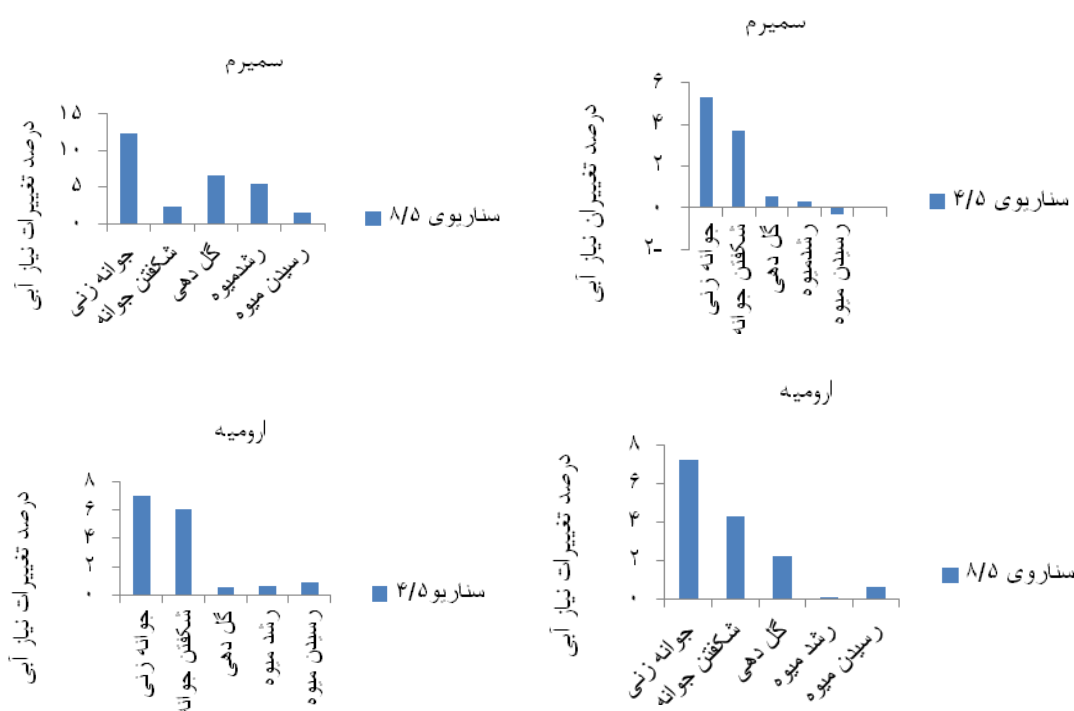 سمیرم
درصد تغییران نیاز آبی
۶
۴
۲
۰
-۲
جوانه زنی
شکفتن جوانه
گل دهی
رشدمیوه
رسیدن میوه
سناریوی ۴/۵
سمیرم
درصد تغییرات نیاز آبی
۱۵
۱۰
۵
۰
جوانه زنی
شکفتن جوانه
گل دهی
رشدمیوه
رسیدن میوه
سناریوی ۸/۵
ارومیه
درصد تغییرات نیاز آبی
۸
۶
۴
۲
۰
جوانه زنی
شکفتن جوانه
گل دهی
رشد میوه
رسیدن میوه
سناروی ۸/۵
ارومیه
درصد تغییرات نیاز آبی
۸
۶
۴
۲
۰
جوانه زنی
شکفتن جوانه
گل دهی
رشد میوه
رسیدن میوه
سناریو۴/۵